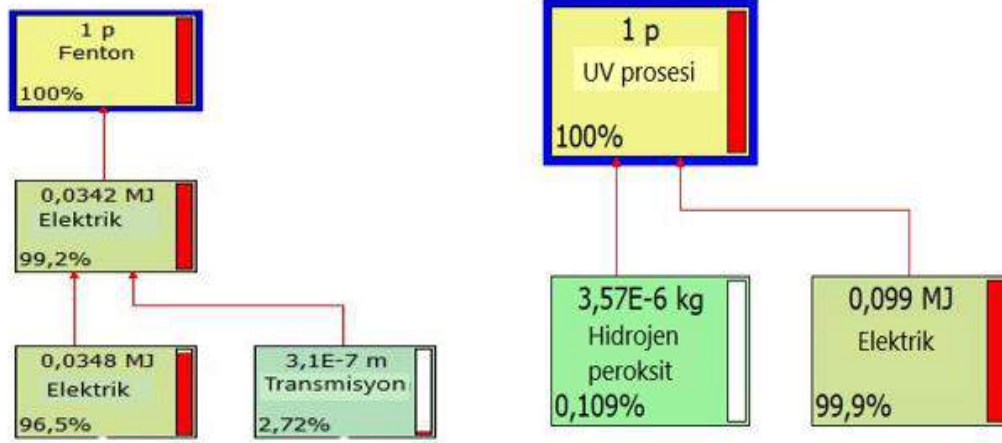 1 p
Fenton
100%
0,0342 MJ
Elektrik
99,2%
0,0348 MJ
Elektrik
96,5%
3,1E-7 m
Transmisyon
2,72%
1 p
UV prosesi
100%
3,57E-6 kg
Hidrojen
peroksit
0,109%
0,099 MJ
Elektrik
99,9%